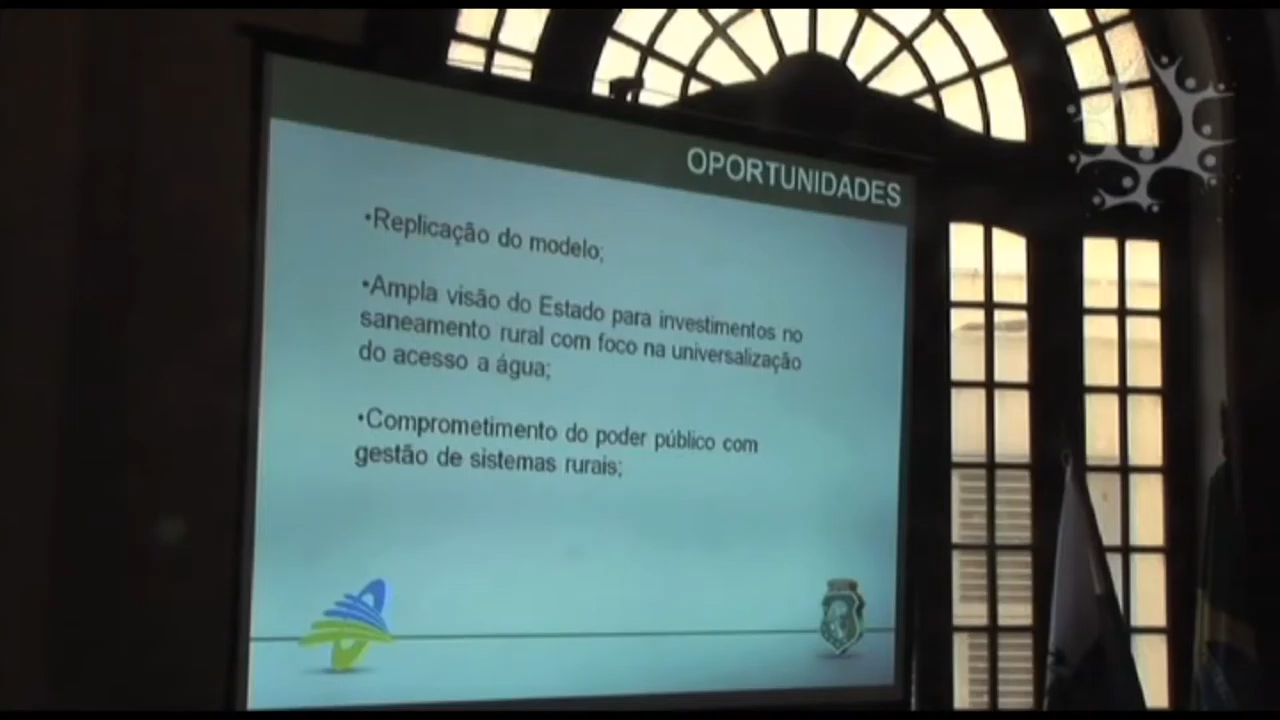 OPORTUNIDADES
•Replicação do modelo;
•Ampla visão do Estado para investimentos no
saneamento rural com foco na universalização
do acesso a água;
•Comprometimento do poder público com
gestão de sistemas rurais;